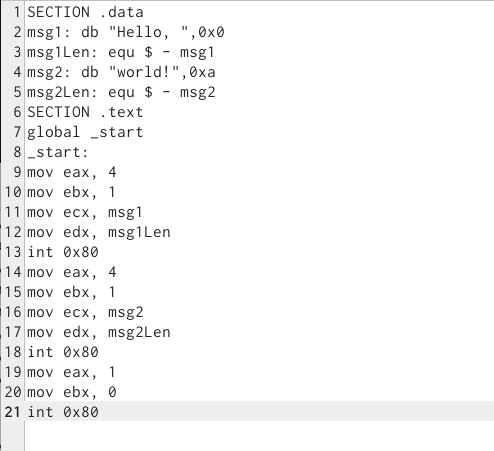 1 SECTION .data
2 msg1: db "Hello, ",0x0
3 msg1Len: equ $ - msg1
4 msg2: db "world!",0xa
5 msg2Len: equ $ - msg2
6 SECTION .text
7 global _start
8 _start:
9 mov eax, 4
10 mov ebx, 1
11 mov ecx, msg1
12 mov edx, msg1Len
13 int 0x80
14 mov eax, 4
15 mov ebx, 1
16 mov ecx, msg2
17 mov edx, msg2Len
18 int 0x80
19 mov eax, 1
20 mov ebx, 0
21 int 0x80